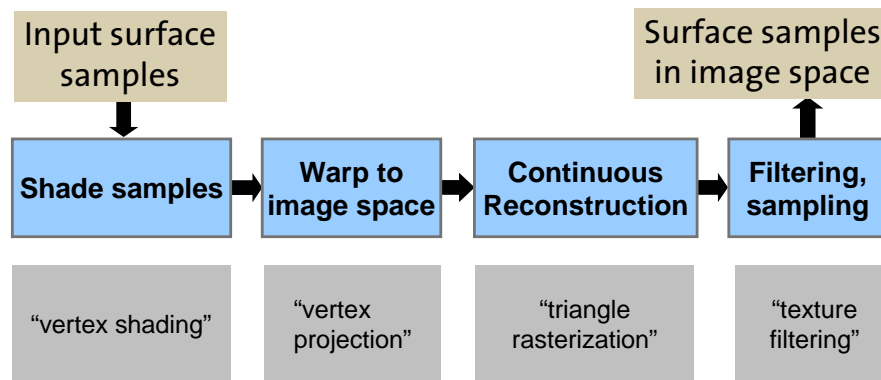 Input surface
samples
Surface samples
in image space
Shade samples
Warp to
image space
Continuous
Reconstruction
Filtering,
sampling
“vertex shading”
“vertex
projection”
“triangle
rasterization”
“texture
filtering”